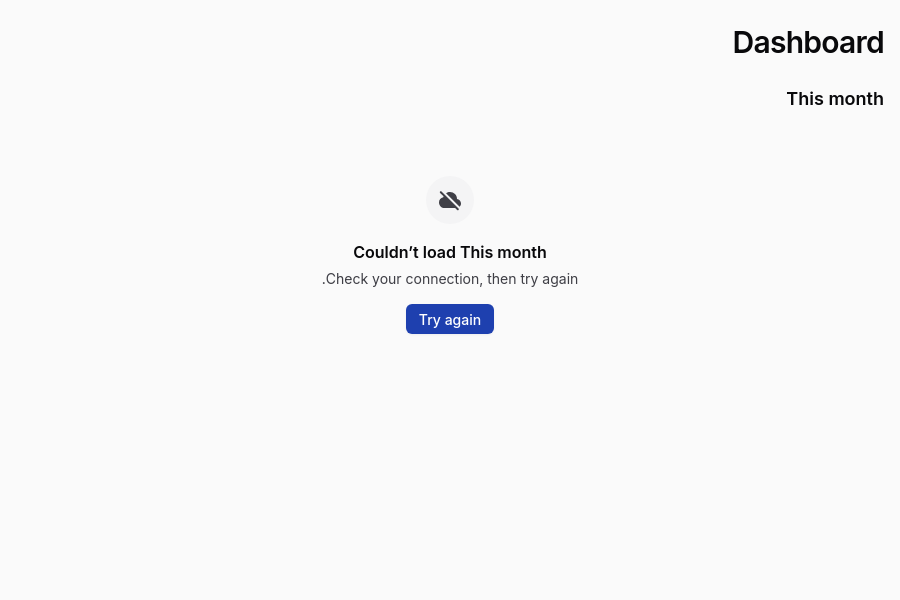 Dashboard
This month
Couldn’t load This month
.Check your connection, then try again
Try again